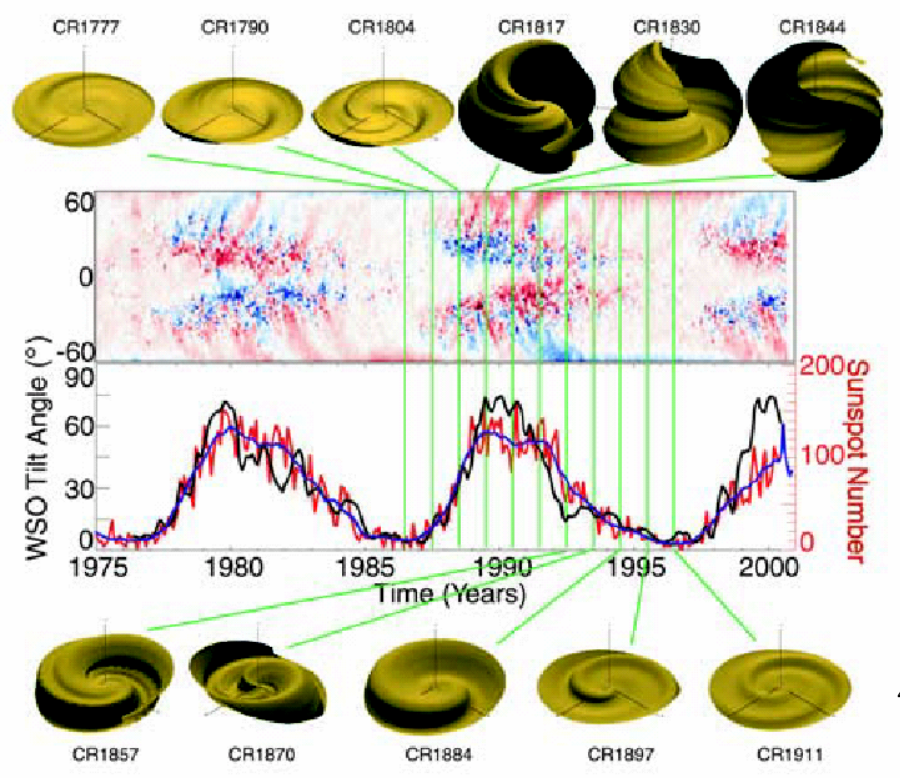 CR1777 CR1790 CR1804 CR1817 CR1830 CR1844
60
0
-60
90
60
30
0
WSO Tilt Angle (°)
200
100
0
Sunspot Number
1975 1980 1985 1990 1995 2000
Time (Years)
CR1857 CR1870 CR1884 CR1897 CR1911